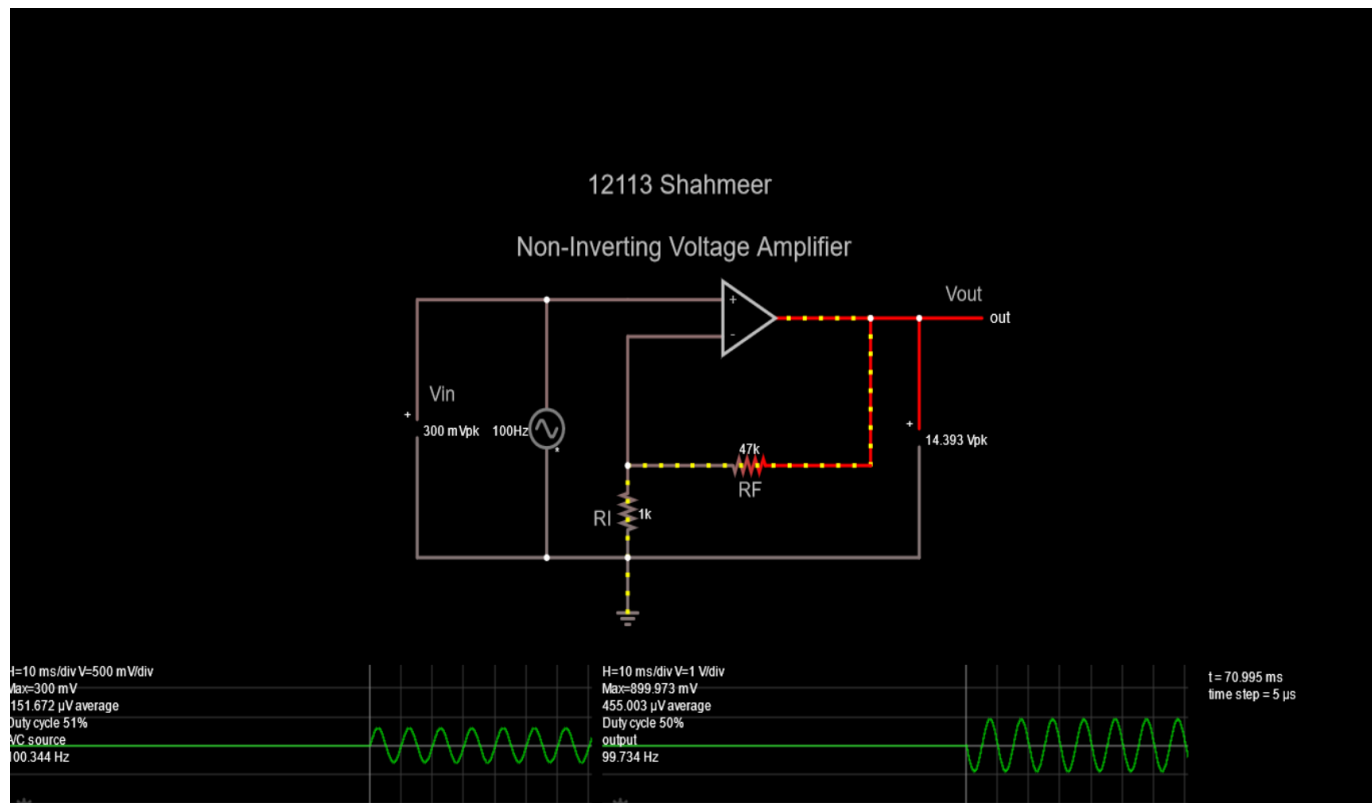 12113 Shahmeer
Non-Inverting Voltage Amplifier
+
-
Vout
out
Vin
+
300 mVpk
100Hz
+
14.393 Vpk
47k
RF
RI
1k
H=10 ms/div V=500 mV/div
Max=300 mV
151.672 µV average
Duty cycle 51%
A/C source
100.344 Hz
H=10 ms/div V=1 V/div
Max=899.973 mV
455.003 µV average
Duty cycle 50%
output
99.734 Hz
t = 70.995 ms
time step = 5 µs